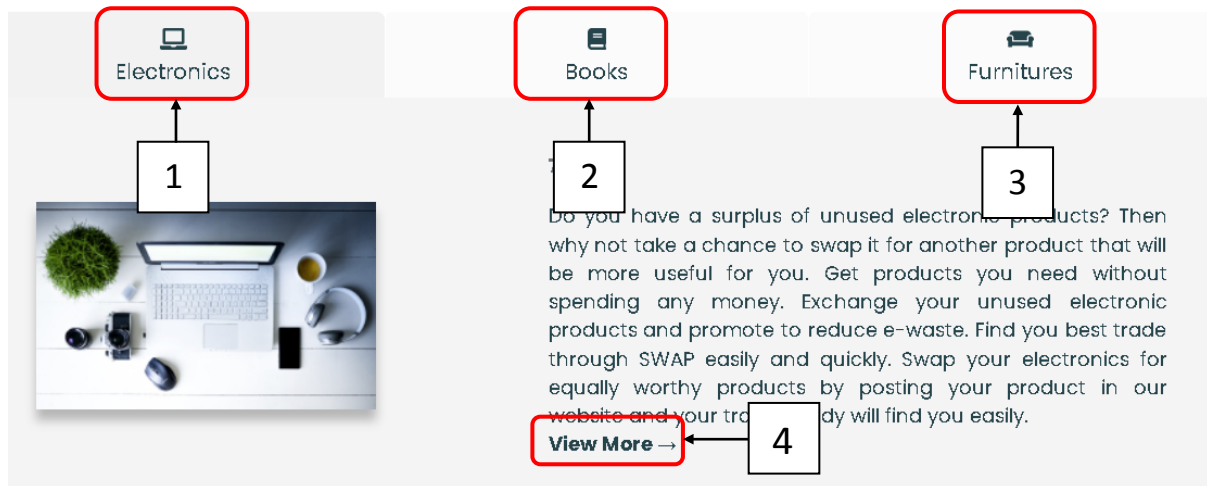 Electronics
Books
Furnitures
1
2
3
Do you have a surplus of unused electronic products? Then
why not take a chance to swap it for another product that will
be more useful for you. Get products you need without
spending any money. Exchange your unused electronic
products and promote to reduce e-waste. Find you best trade
through SWAP easily and quickly. Swap your electronics for
equally worthy products by posting your product in our
website and your dy will find you easily.
View More →
4